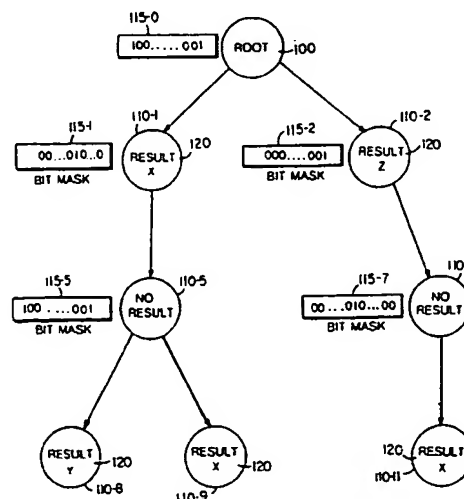 115-0
100.....001
ROOT
100
110-1
115-1
00...010..0
BIT MASK
RESULT
X
120
110-2
115-2
000....001
BIT MASK
RESULT
Z
120
115-5
100 ....001
BIT MASK
110-5
NO
RESULT
115-7
00 ...010...00
BIT MASK
110
NO
RESULT
RESULT
Y
120
110-8
RESULT
X
120
110-9
RESULT
X
120
110-11